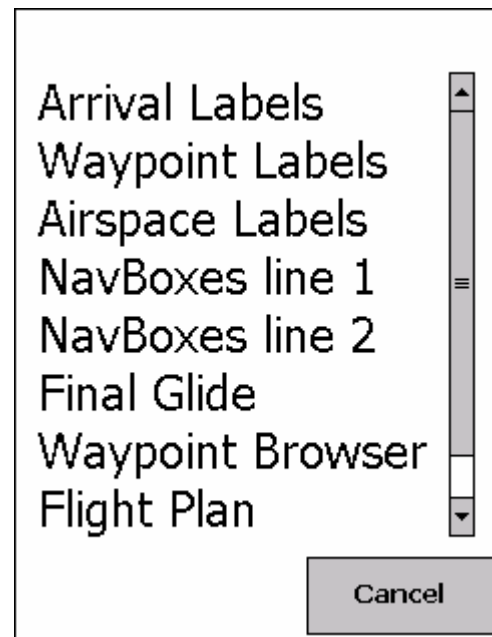 Arrival Labels
Waypoint Labels
Airspace Labels
NavBoxes line 1
NavBoxes line 2
Final Glide
Waypoint Browser
Flight Plan
Cancel